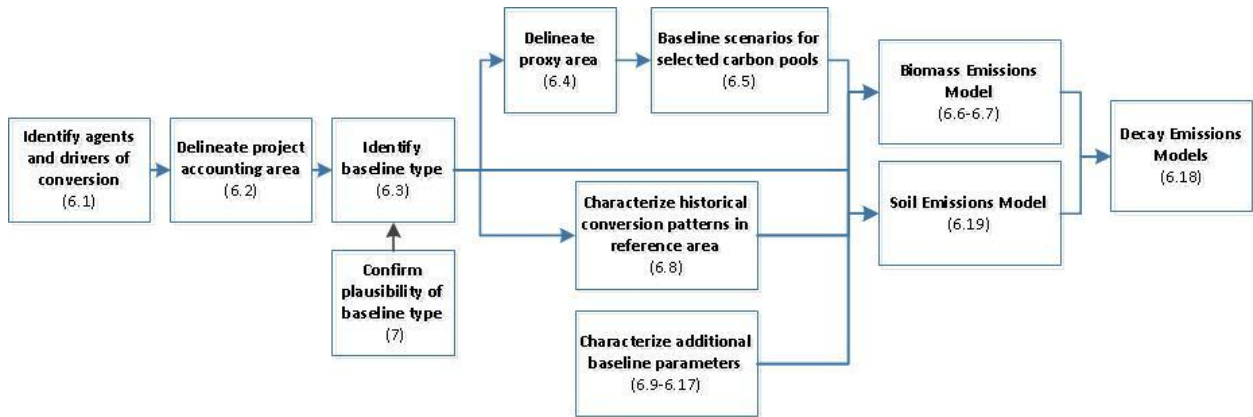 Identify agents
and drivers of
conversion
(6.1)
Delineate project
accounting area
(6.2)
Identify
baseline type
(6.3)
Confirm
plausibility of
baseline type
(7)
Delineate
proxy area
(6.4)
Baseline scenarios for
selected carbon pools
(6.5)
Characterize historical
conversion patterns in
reference area
(6.8)
Characterize additional
baseline parameters
(6.9-6.17)
Biomass Emissions
Model
(6.6-6.7)
Soil Emissions Model
(6.19)
Decay Emissions
Models
(6.18)